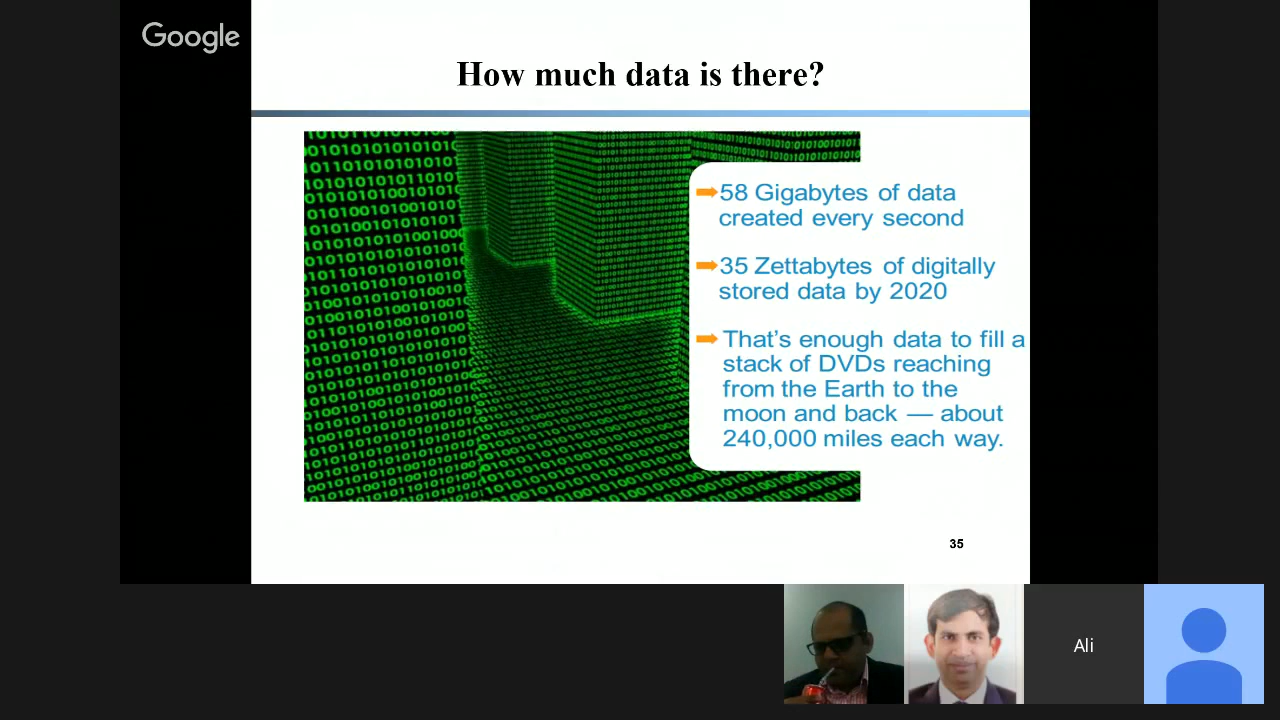 Google
How much data is there?
58 Gigabytes of data
created every second
35 Zettabytes of digitally
stored data by 2020
That's enough data to fill a
stack of DVDs reaching
from the Earth to the
moon and back — about
240,000 miles each way.
35
Ali